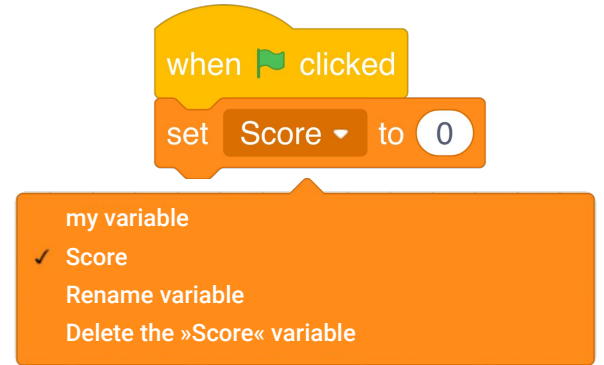 when clicked
set Score to 0
my variable
✓ Score
Rename variable
Delete the »Score« variable